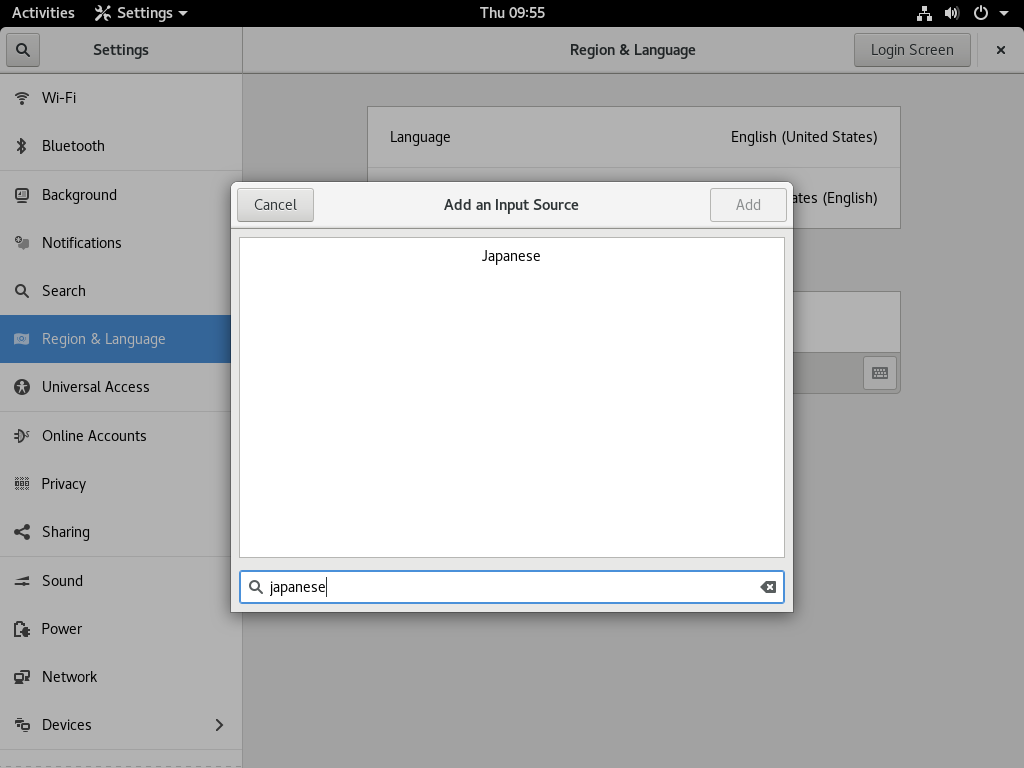 Activities Settings Thu 09:55
Settings Region & Language Login Screen
Wi-Fi
Bluetooth
Background
Notifications
Search
Region & Language
Universal Access
Online Accounts
Privacy
Sharing
Sound
Power
Network
Devices
Language English (United States)
(English)
Cancel Add an Input Source Add
Japanese
japanese